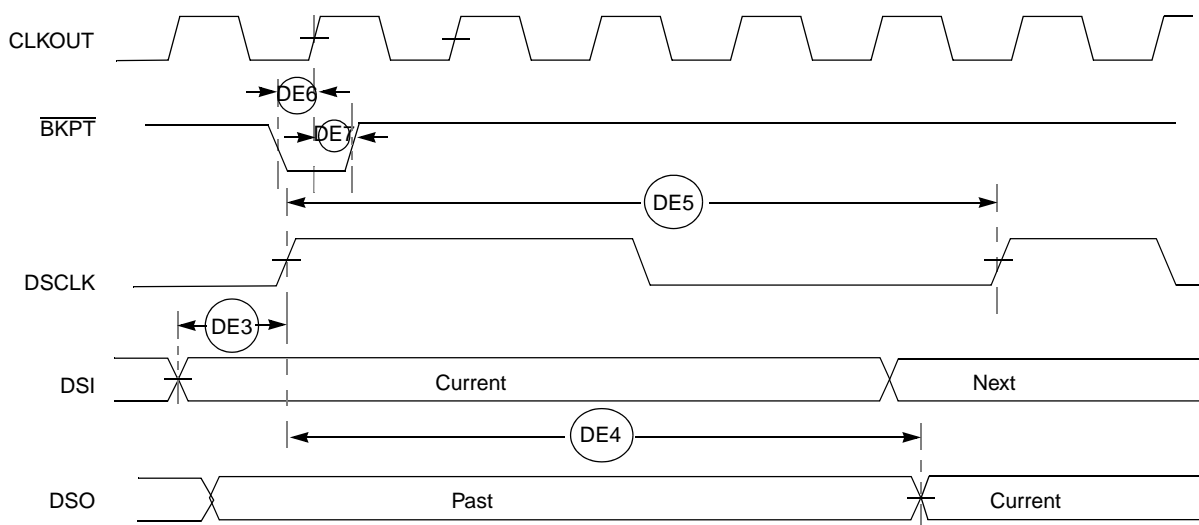 CLKOUT
DE6
BKPT
DE7
DE5
DSCLK
DE3
DSI
Current
Next
DE4
DSO
Past
Current